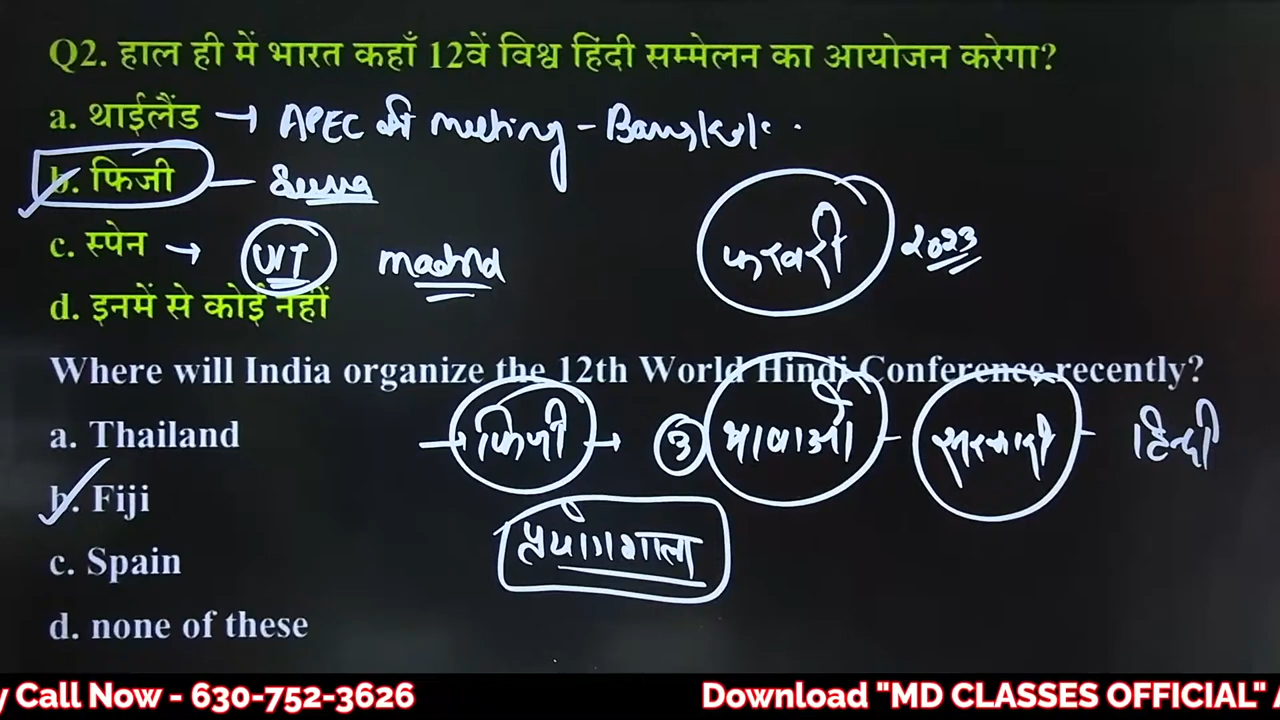 Q2. हाल ही में भारत कहाँ 12वें विश्व हिंदी सम्मेलन का आयोजन करेगा?
a. थाईलैंड → APEC की meeting - Bangkok
b. फिजी - Suva
c. स्पेन → madrid
फरवरी 2023
d. इनमें से कोई नहीं
Where will India organize the 12th World Hindi Conference recently?
a. Thailand
→ फिजी → 3 भाषाओं - सरकारी - हिन्दी
b. Fiji
प्रयोगशाला
c. Spain
d. none of these
y Call Now - 630-752-3626
Download "MD CLASSES OFFICIAL" A